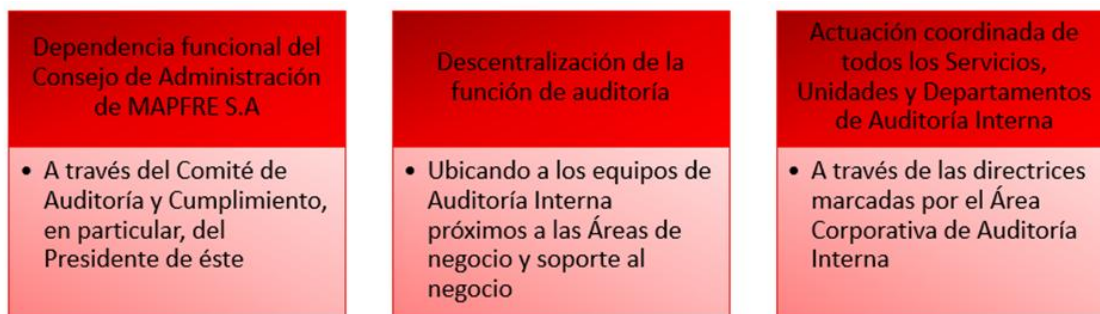 Dependencia funcional del
Consejo de Administración
de MAPFRE S.A
• A través del Comité de
Auditoría y Cumplimiento,
en particular, del
Presidente de éste
Descentralización de la
función de auditoría
• Ubicando a los equipos de
Auditoría Interna
próximos a las Áreas de
negocio y soporte al
negocio
Actuación coordinada de
todos los Servicios,
Unidades y Departamentos
de Auditoría Interna
• A través de las directrices
marcadas por el Área
Corporativa de Auditoría
Interna